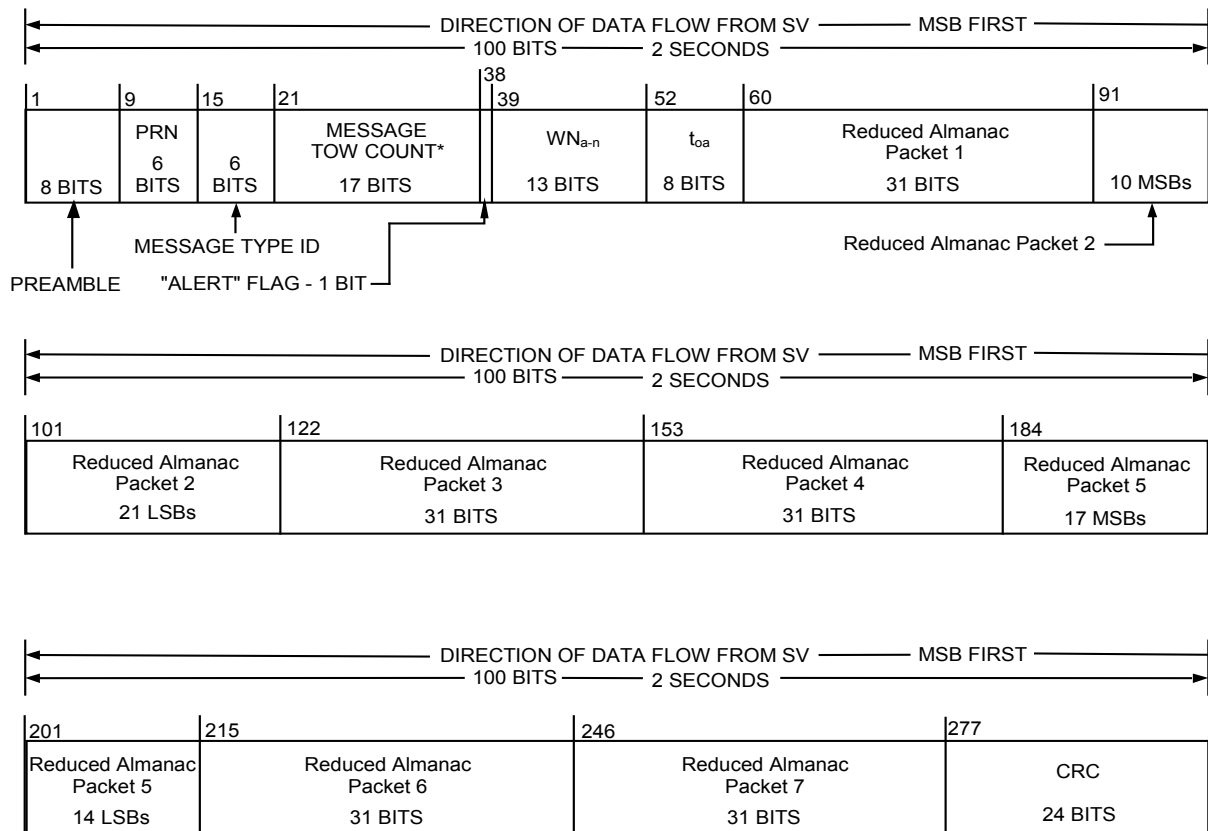 DIRECTION OF DATA FLOW FROM SV MSB FIRST
100 BITS 2 SECONDS
1 9 15 21 38 39 52 60 91
8 BITS
PRN
6
BITS
6
BITS
MESSAGE
TOW COUNT*
17 BITS
WNa-n
13 BITS
toa
8 BITS
Reduced Almanac
Packet 1
31 BITS
10 MSBs
MESSAGE TYPE ID
Reduced Almanac Packet 2
PREAMBLE
"ALERT" FLAG - 1 BIT
DIRECTION OF DATA FLOW FROM SV MSB FIRST
100 BITS 2 SECONDS
101 122 153 184
Reduced Almanac
Packet 2
21 LSBs
Reduced Almanac
Packet 3
31 BITS
Reduced Almanac
Packet 4
31 BITS
Reduced Almanac
Packet 5
17 MSBs
DIRECTION OF DATA FLOW FROM SV MSB FIRST
100 BITS 2 SECONDS
201 215 246 277
Reduced Almanac
Packet 5
14 LSBs
Reduced Almanac
Packet 6
31 BITS
Reduced Almanac
Packet 7
31 BITS
CRC
24 BITS